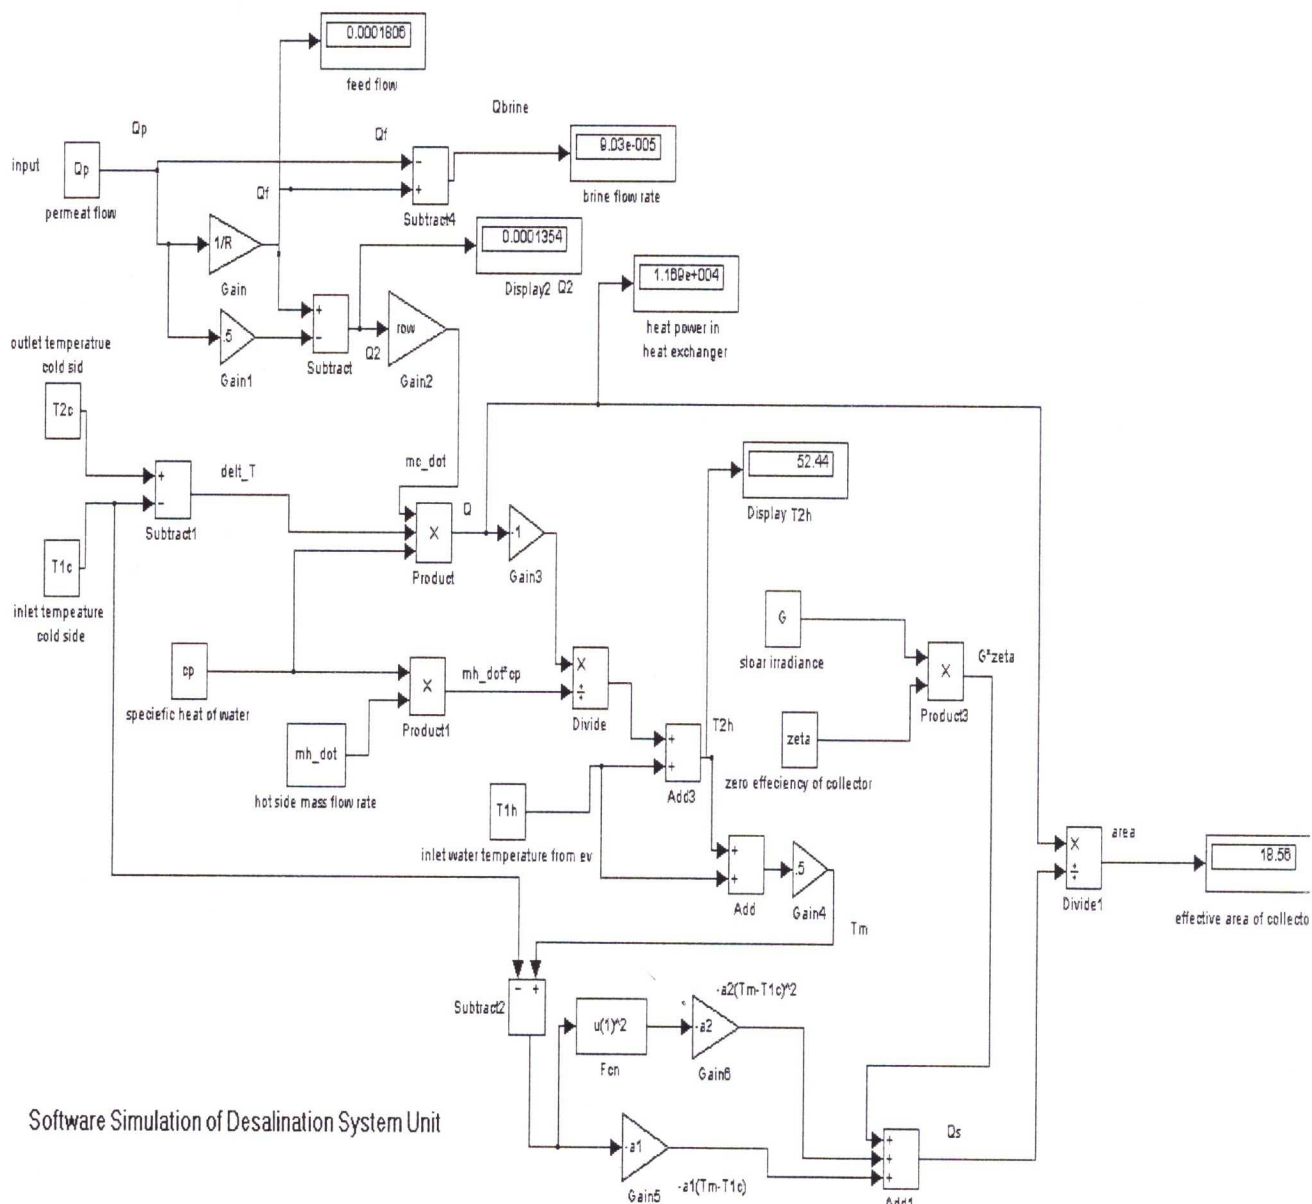 0.0001806
feed flow
Qbrine
Qp
Qf
9.03e-005
input
Qp
-
+
brine flow rate
permeat flow
Qf
Subtract4
1/R
0.0001354
Gain
Display2 Q2
1.169e+004
+
-
row
heat power in
heat exchanger
.5
outlet temperatrue
cold sid
Q2
Subtract
Gain1
Gain2
T2c
52.44
mc_dot
delt_T
+
-
Q
Display T2h
Subtract1
X
-1
T1c
Product
Gain3
inlet tempeature
cold side
G
sloar irradiance
G*zeta
X
cp
mh_dot*cp
X
÷
X
speciefic heat of water
Product1
Divide
Product3
T2h
+
+
zeta
mh_dot
zero effeciency of collector
hot side mass flow rate
Add3
T1h
area
inlet water temperature from ev
X
÷
18.56
+
+
.5
Add
Gain4
Divide1
effective area of collecto
Tm
- +
Subtract2
-a2(Tm-T1c)^2
u(1)^2
-a2
Fcn
Gain6
Software Simulation of Desalination System Unit
-a1
Qs
+
+
+
Gain5
-a1(Tm-T1c)
Add1